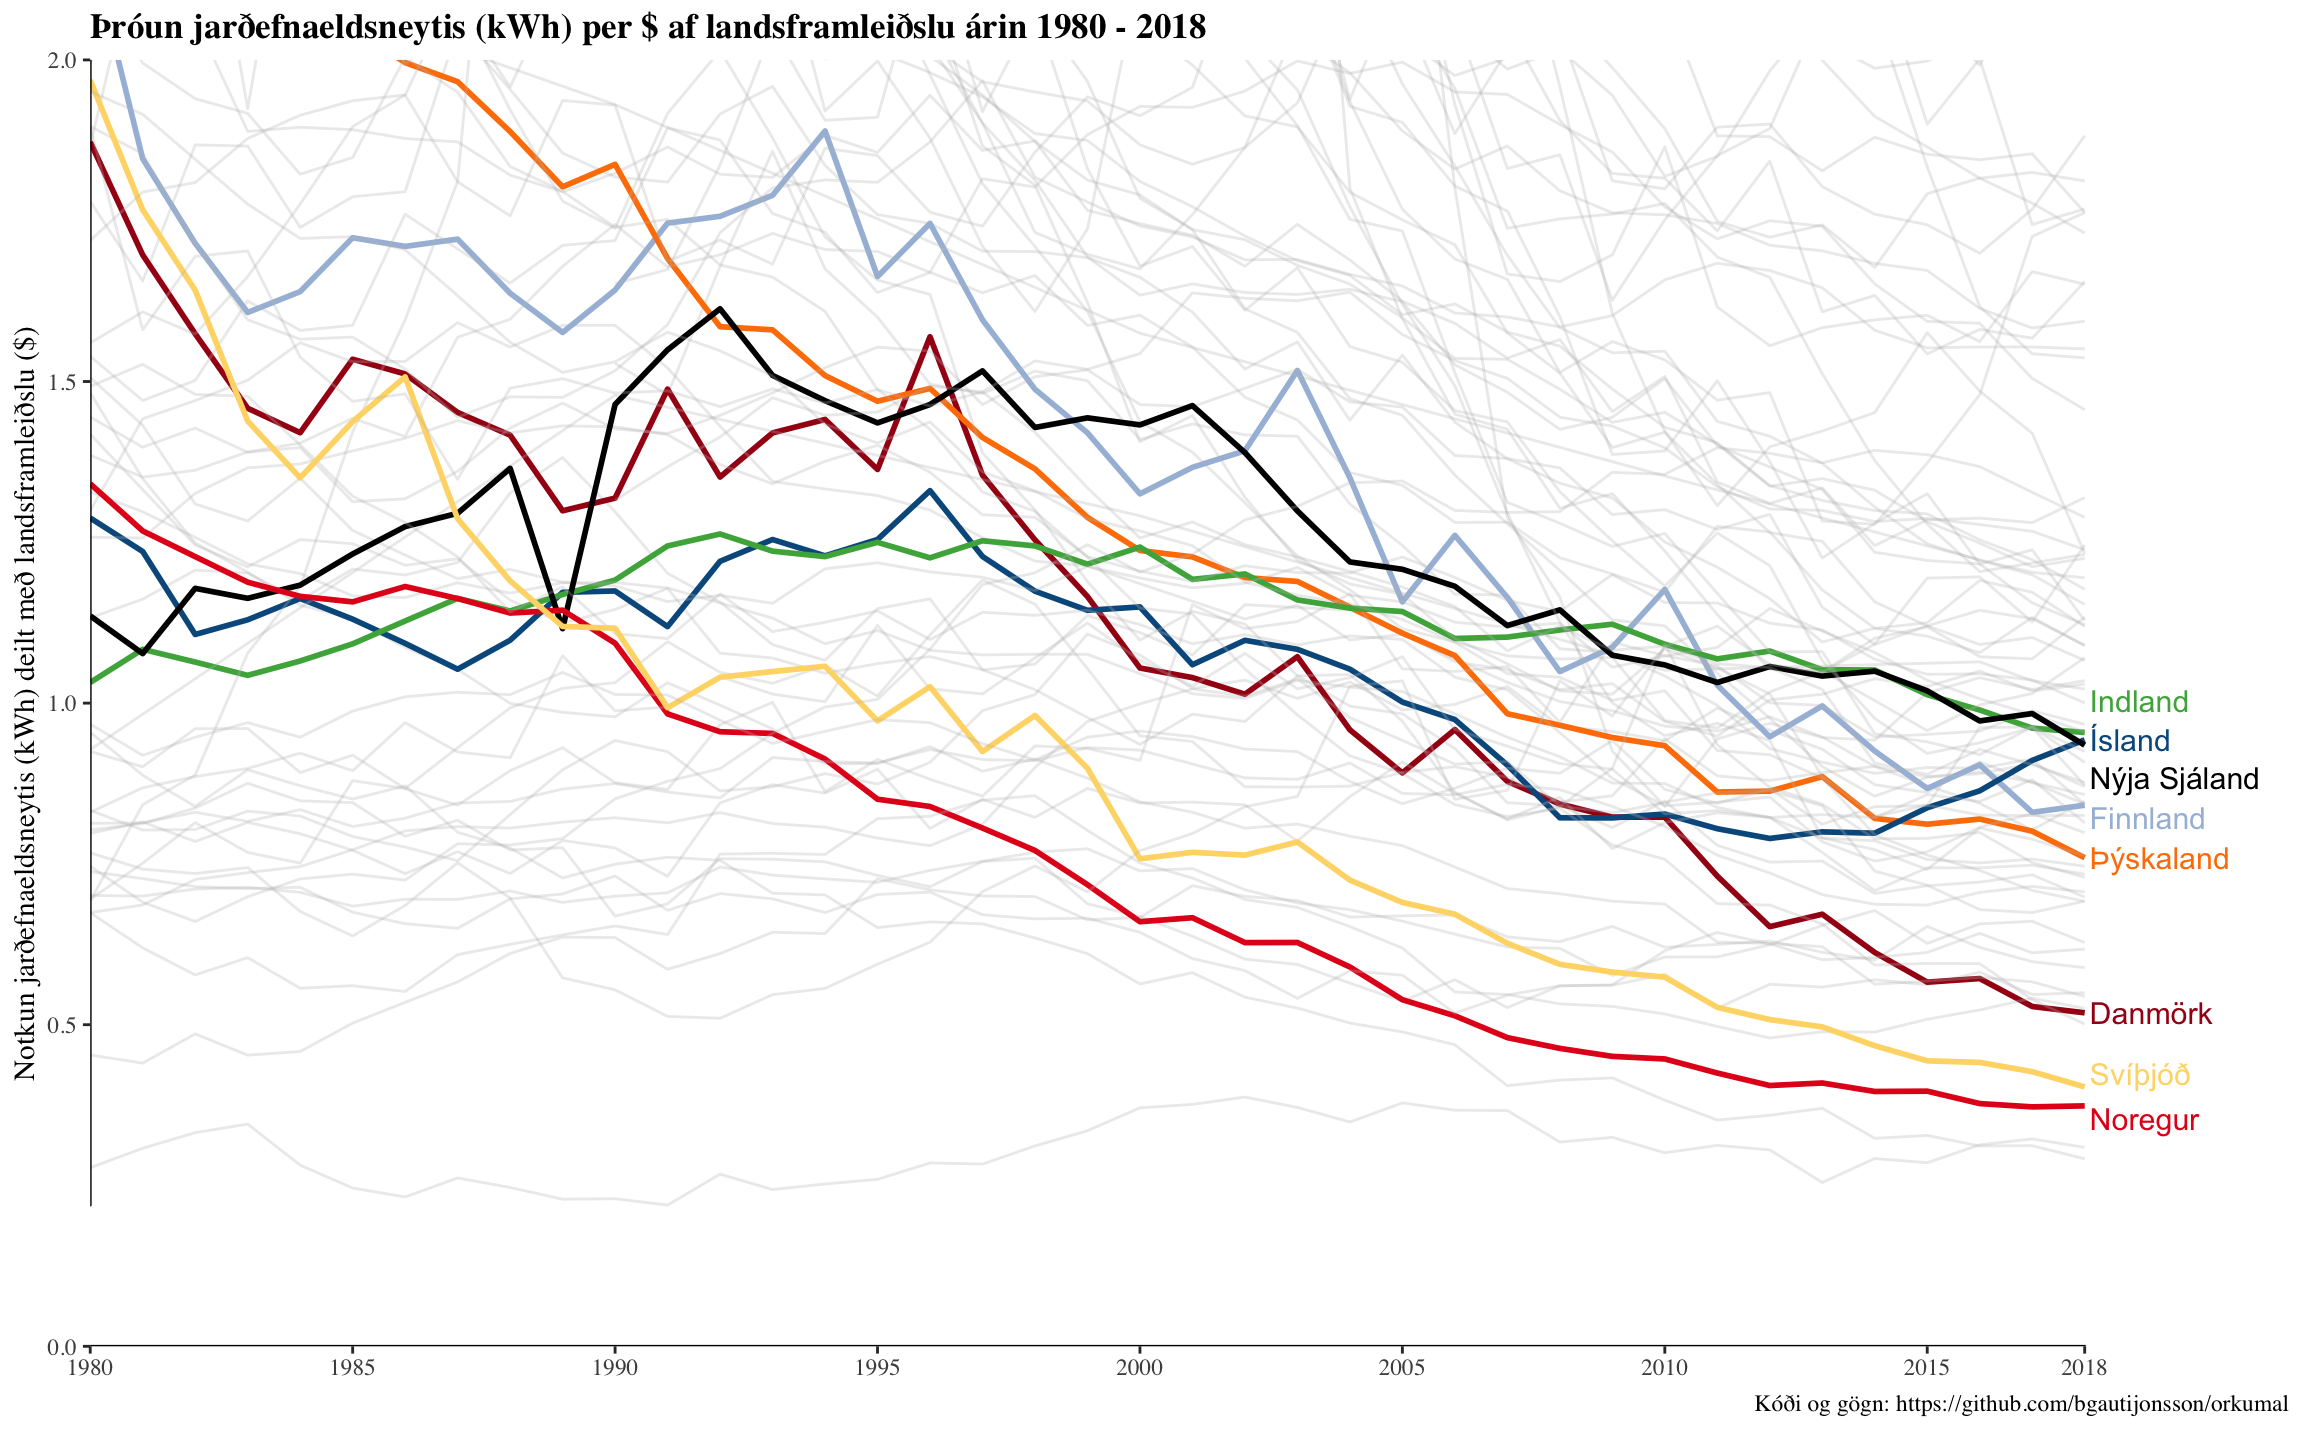 Þróun jarðefnaeldsneytis (kWh) per $ af landsframleiðslu árin 1980 - 2018
Notkun jarðefnaeldsneytis (kWh) deilt með landsframleiðslu ($)
2.0
1.5
1.0
0.5
0.0
1980 1985 1990 1995 2000 2005 2010 2015 2018
Indland
Ísland
Nýja Sjáland
Finnland
Þýskaland
Danmörk
Svíþjóð
Noregur
Kóði og gögn: https://github.com/bgautijonsson/orkumal